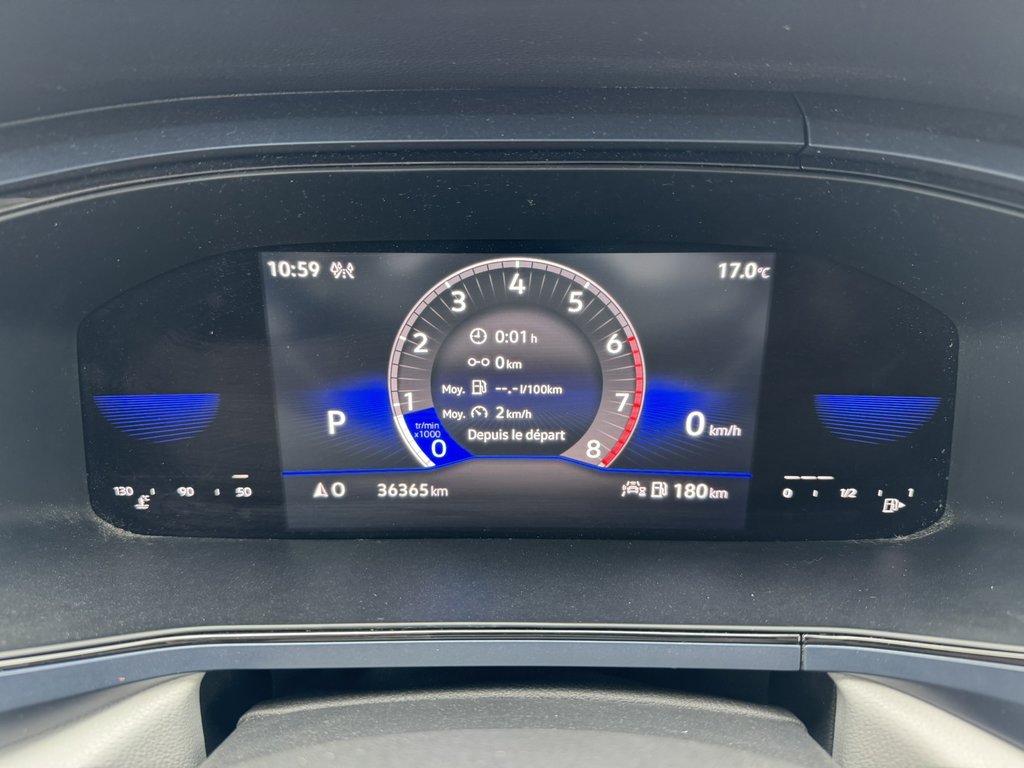 10:59
17.0°C
4
3
5
2
6
1
7
0
8
tr/min
x1000
0:01 h
0 km
Moy. --.- l/100km
Moy. 2 km/h
Depuis le départ
P
0 km/h
0
36365 km
180 km
130 90 50
0 1/2 1